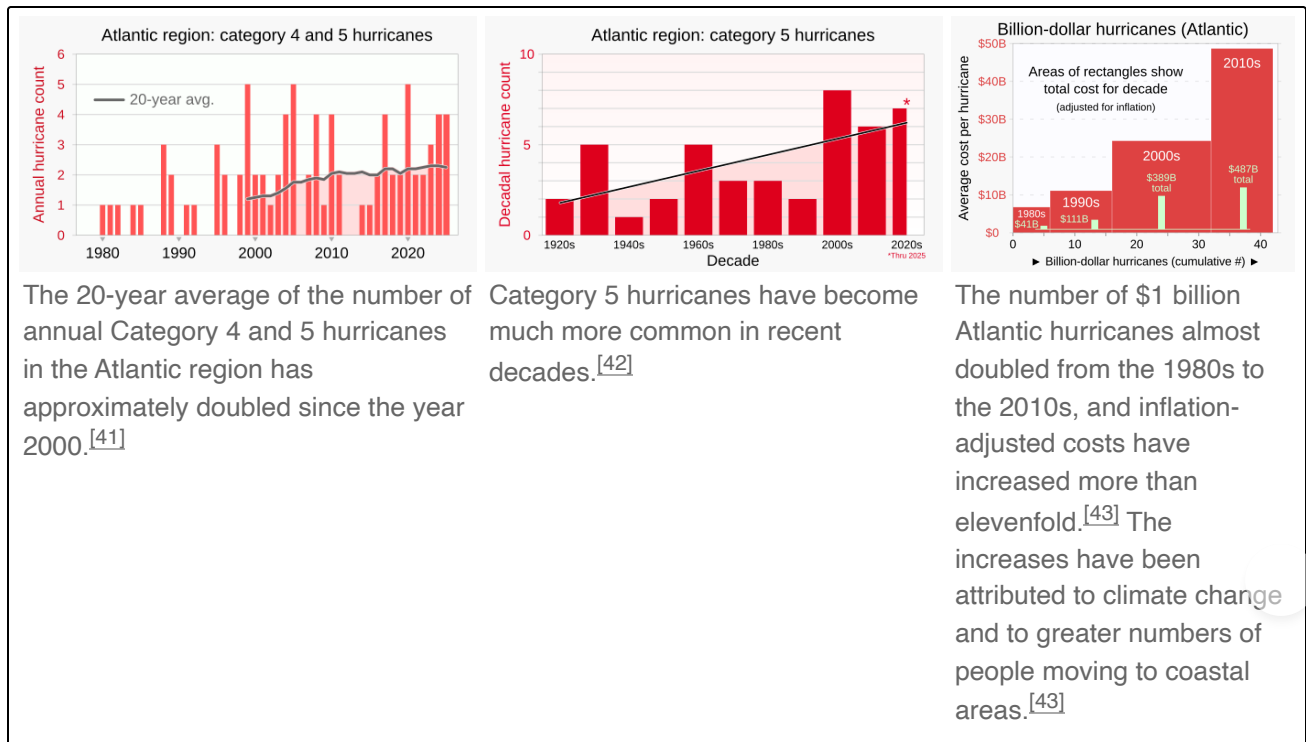 Atlantic region: category 4 and 5 hurricanes
Annual hurricane count
6
5
4
3
2
1
0
20-year avg.
1980
1990
2000
2010
2020
The 20-year average of the number of
annual Category 4 and 5 hurricanes
in the Atlantic region has
approximately doubled since the year
2000.[41]
Atlantic region: category 5 hurricanes
Decadal hurricane count
10
5
0
*
1920s
1940s
1960s
1980s
2000s
2020s
*Thru 2025
Decade
Category 5 hurricanes have become
much more common in recent
decades.[42]
Billion-dollar hurricanes (Atlantic)
Average cost per hurricane
$50B
$40B
$30B
$20B
$10B
$0
Areas of rectangles show
total cost for decade
(adjusted for inflation)
1980s
$41B
1990s
$111B
2000s
$389B
total
2010s
$487B
total
0
10
20
30
40
► Billion-dollar hurricanes (cumulative #) ►
The number of $1 billion
Atlantic hurricanes almost
doubled from the 1980s to
the 2010s, and inflation-
adjusted costs have
increased more than
elevenfold.[43] The
increases have been
attributed to climate change
and to greater numbers of
people moving to coastal
areas.[43]